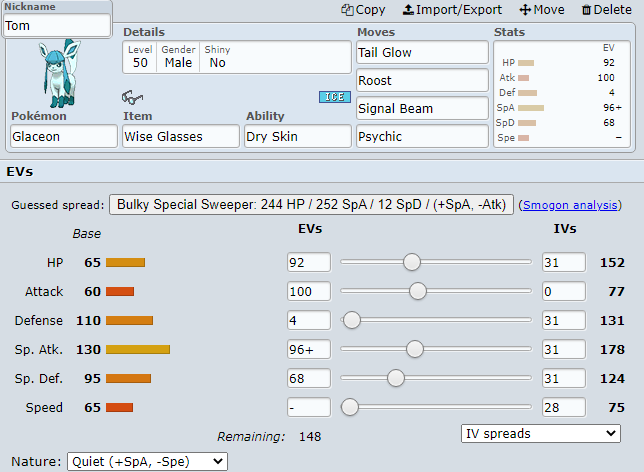 Nickname
Tom
Copy Import/Export Move Delete
Details Moves Stats
Level Gender Shiny
50 Male No
Tail Glow
Roost
Signal Beam
Psychic
EV
HP 92
Atk 100
Def 4
SpA 96+
SpD 68
Spe –
ICE
Pokémon Item Ability
Glaceon Wise Glasses Dry Skin
EVs
Guessed spread: Bulky Special Sweeper: 244 HP / 252 SpA / 12 SpD / (+SpA, -Atk) (Smogon analysis)
Base EVs IVs
HP 65 92 31 152
Attack 60 100 0 77
Defense 110 4 31 131
Sp. Atk. 130 96+ 31 178
Sp. Def. 95 68 31 124
Speed 65 - 28 75
Remaining: 148 IV spreads
Nature: Quiet (+SpA, -Spe)